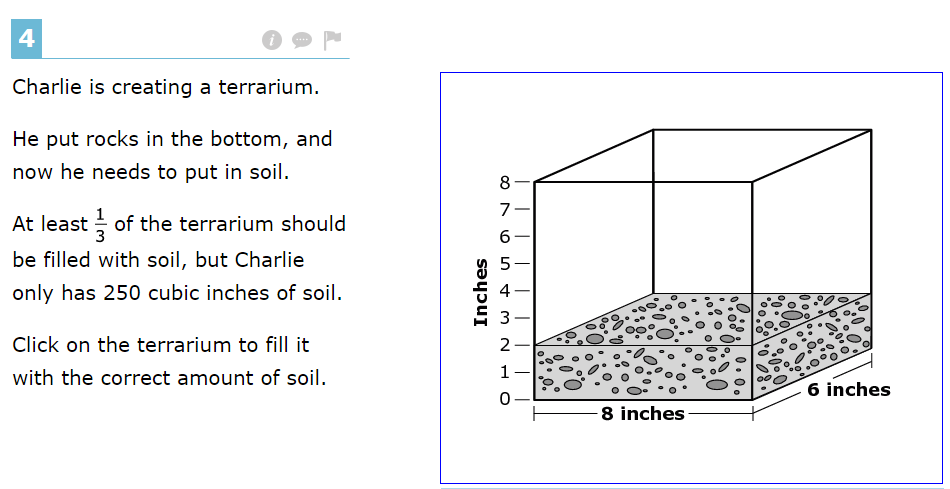 4
Charlie is creating a terrarium.
He put rocks in the bottom, and
now he needs to put in soil.
At least 1/3 of the terrarium should
be filled with soil, but Charlie
only has 250 cubic inches of soil.
Click on the terrarium to fill it
with the correct amount of soil.
Inches
8
7
6
5
4
3
2
1
0
8 inches
6 inches